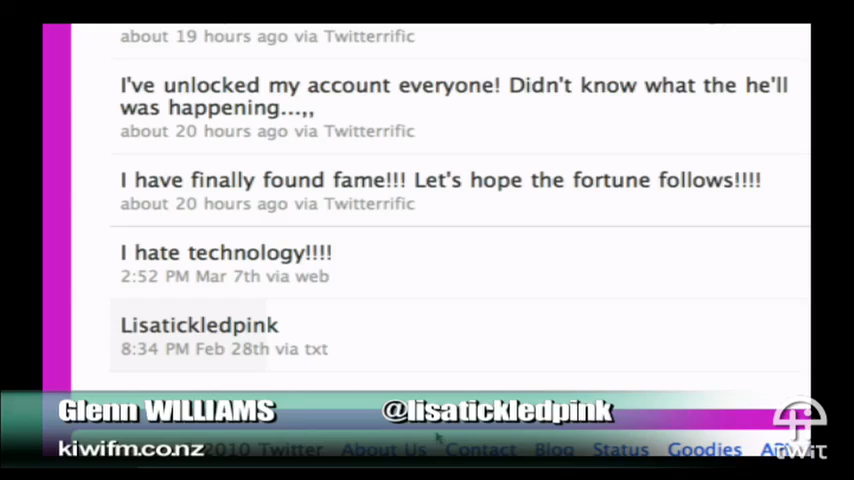 about 19 hours ago via Twitterrific
I've unlocked my account everyone! Didn't know what the he'll
was happening...,,
about 20 hours ago via Twitterrific
I have finally found fame!!! Let's hope the fortune follows!!!!
about 20 hours ago via Twitterrific
I hate technology!!!!
2:52 PM Mar 7th via web
Lisatickledpink
8:34 PM Feb 28th via txt
Glenn WILLIAMS @lisatickledpink
kiwifm.co.nz 2010 Twitter About Us Contact Blog Status Goodies
twit